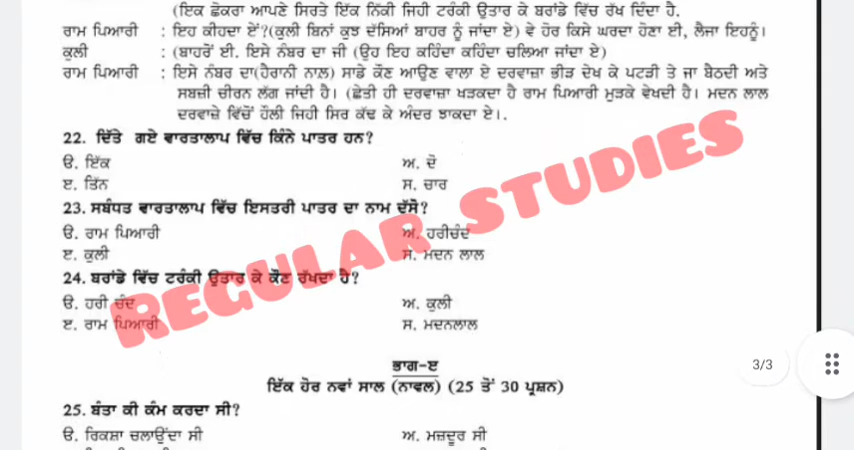 (ਇਕ ਛੋਕਰਾ ਆਪਣੇ ਸਿਰਤੇ ਇੱਕ ਨਿੱਕੀ ਜਿਹੀ ਟਰੰਕੀ ਉਤਾਰ ਕੇ ਬਰਾਂਡੇ ਵਿੱਚ ਰੱਖ ਦਿੰਦਾ ਹੈ.
ਰਾਮ ਪਿਆਰੀ : ਇਹ ਕੀਹਦਾ ਏਂ?(ਕੁਲੀ ਬਿਨਾਂ ਕੁਝ ਦੱਸਿਆਂ ਬਾਹਰ ਨੂੰ ਜਾਂਦਾ ਏ) ਵੇ ਹੋਰ ਕਿਸੇ ਘਰਦਾ ਹੋਣਾ ਈ, ਲੈਜਾ ਇਹਨੂੰ।
ਕੁਲੀ : (ਬਾਹਰੋਂ ਈ. ਇਸੇ ਨੰਬਰ ਦਾ ਜੀ (ਉਹ ਇਹ ਕਹਿੰਦਾ ਕਹਿੰਦਾ ਚਲਿਆ ਜਾਂਦਾ ਏ)
ਰਾਮ ਪਿਆਰੀ : ਇਸੇ ਨੰਬਰ ਦਾ(ਹੈਰਾਨੀ ਨਾਲ) ਸਾਡੇ ਕੌਣ ਆਉਣ ਵਾਲਾ ਏ ਦਰਵਾਜ਼ਾ ਭੀੜ ਦੇਖ ਕੇ ਪਟੜੀ ਤੇ ਜਾ ਬੈਠਦੀ ਅਤੇ
ਸਬਜ਼ੀ ਚੀਰਨ ਲੱਗ ਜਾਂਦੀ ਹੈ। (ਛੇਤੀ ਹੀ ਦਰਵਾਜ਼ਾ ਖੜਕਦਾ ਹੈ ਰਾਮ ਪਿਆਰੀ ਮੁੜਕੇ ਵੇਖਦੀ ਹੈ। ਮਦਨ ਲਾਲ
ਦਰਵਾਜ਼ੇ ਵਿੱਚੋਂ ਹੌਲੀ ਜਿਹੀ ਸਿਰ ਕੱਢ ਕੇ ਅੰਦਰ ਝਾਕਦਾ ਏ।.
22. ਦਿੱਤੇ ਗਏ ਵਾਰਤਾਲਾਪ ਵਿੱਚ ਕਿੰਨੇ ਪਾਤਰ ਹਨ?
ੳ. ਇੱਕ ਅ. ਦੋ
ੲ. ਤਿੰਨ ਸ. ਚਾਰ
23. ਸਬੰਧਤ ਵਾਰਤਾਲਾਪ ਵਿੱਚ ਇਸਤਰੀ ਪਾਤਰ ਦਾ ਨਾਮ ਦੱਸੋ?
ੳ. ਰਾਮ ਪਿਆਰੀ ਅ. ਹਰੀਚੰਦ
ੲ. ਕੁਲੀ ਸ. ਮਦਨ ਲਾਲ
24. ਬਰਾਂਡੇ ਵਿੱਚ ਟਰੰਕੀ ਉਤਾਰ ਕੇ ਕੌਣ ਰੱਖਦਾ ਹੈ?
ੳ. ਹਰੀ ਚੰਦ ਅ. ਕੁਲੀ
ੲ. ਰਾਮ ਪਿਆਰੀ ਸ. ਮਦਨਲਾਲ
REGULAR STUDIES
ਭਾਗ-ੲ
3/3
ਇੱਕ ਹੋਰ ਨਵਾਂ ਸਾਲ (ਨਾਵਲ) (25 ਤੋਂ 30 ਪ੍ਰਸ਼ਨ)
25. ਬੰਤਾ ਕੀ ਕੰਮ ਕਰਦਾ ਸੀ?
ੳ. ਰਿਕਸ਼ਾ ਚਲਾਉਂਦਾ ਸੀ ਅ. ਮਜ਼ਦੂਰ ਸੀ